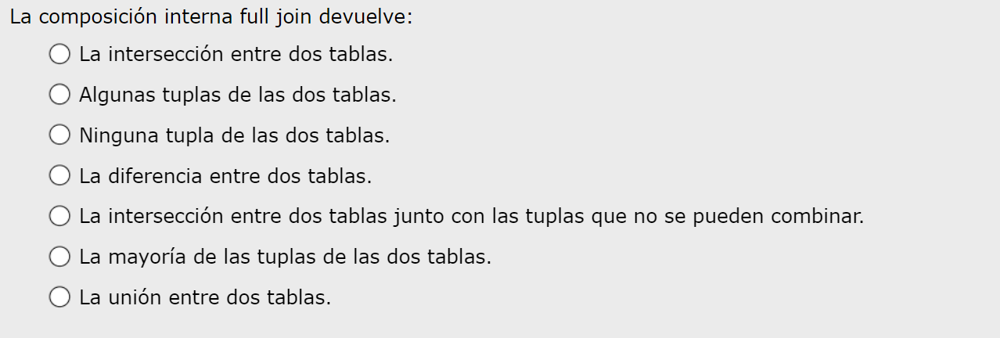 La composición interna full join devuelve:
La intersección entre dos tablas.
Algunas tuplas de las dos tablas.
Ninguna tupla de las dos tablas.
La diferencia entre dos tablas.
La intersección entre dos tablas junto con las tuplas que no se pueden combinar.
La mayoría de las tuplas de las dos tablas.
La unión entre dos tablas.